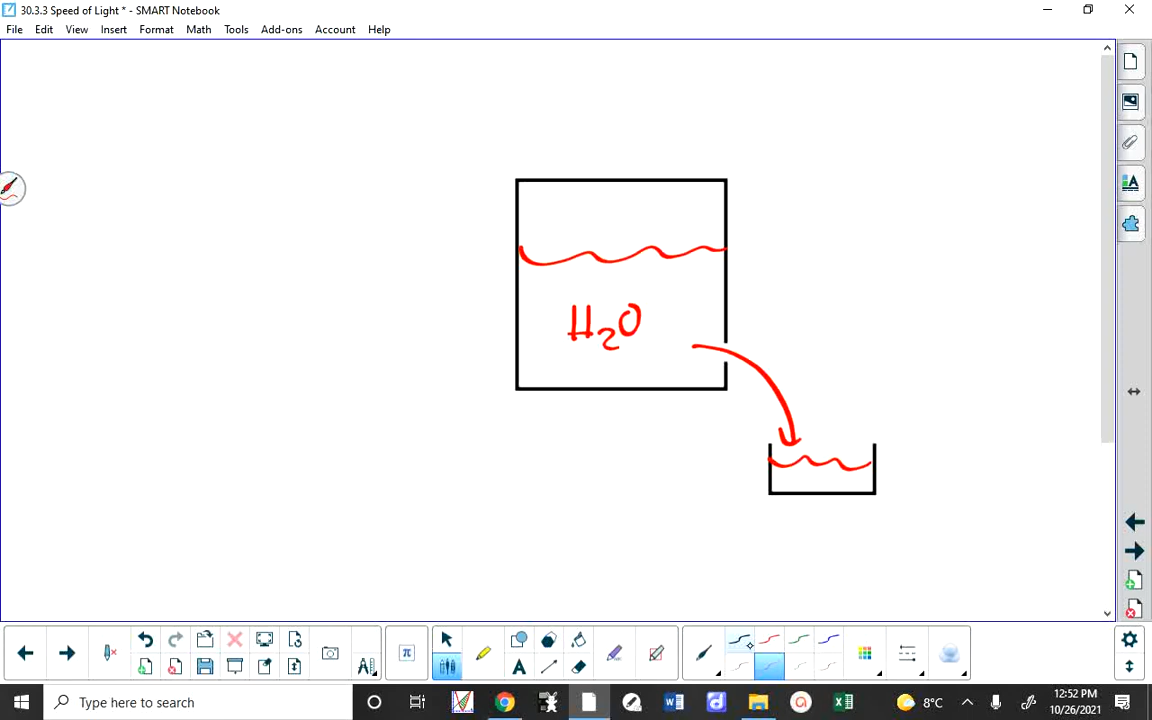 30.3.3 Speed of Light * - SMART Notebook
File Edit View Insert Format Math Tools Add-ons Account Help
H₂O
Type here to search
8°C
12:52 PM
10/26/2021